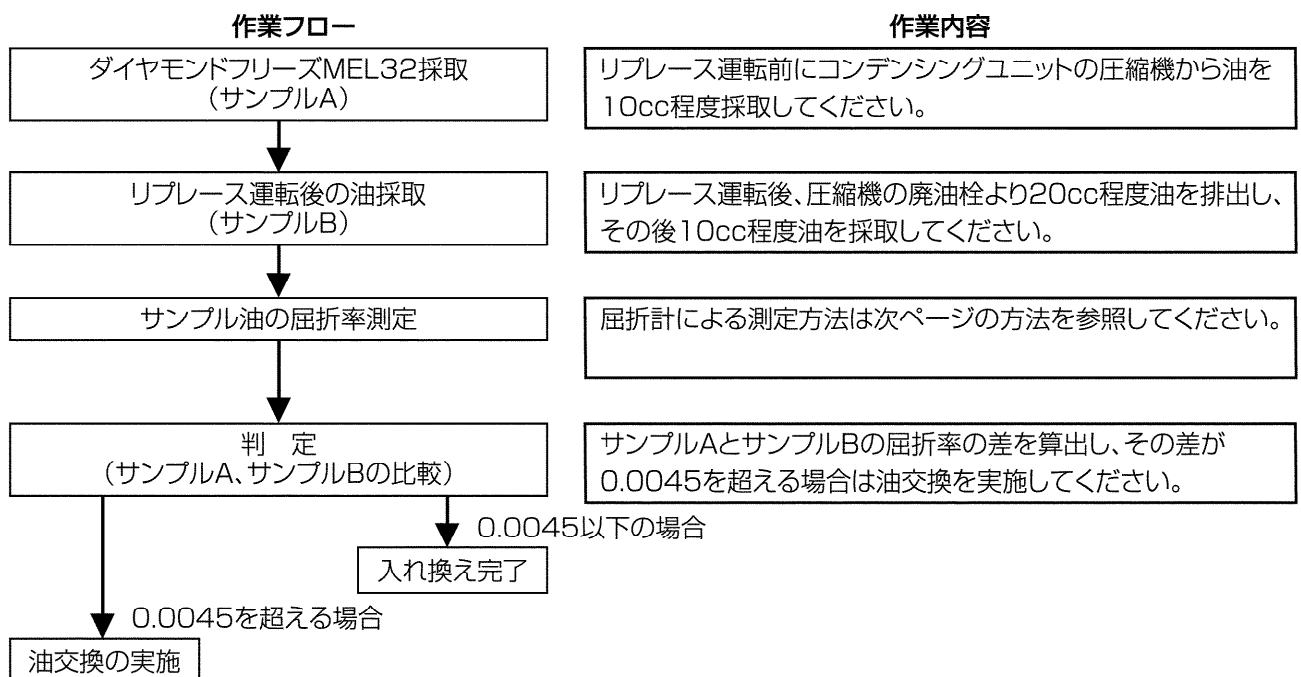 作業フロー
作業内容
ダイヤモンドフリーズMEL32採取
（サンプルA）
リプレース運転前にコンデンシングユニットの圧縮機から油を
10cc程度採取してください。
リプレース運転後の油採取
（サンプルB）
リプレース運転後、圧縮機の廃油栓より20cc程度油を排出し、
その後10cc程度油を採取してください。
サンプル油の屈折率測定
屈折計による測定方法は次ページの方法を参照してください。
判　定
（サンプルA、サンプルBの比較）
サンプルAとサンプルBの屈折率の差を算出し、その差が
0.0045を超える場合は油交換を実施してください。
0.0045以下の場合
入れ換え完了
0.0045を超える場合
油交換の実施